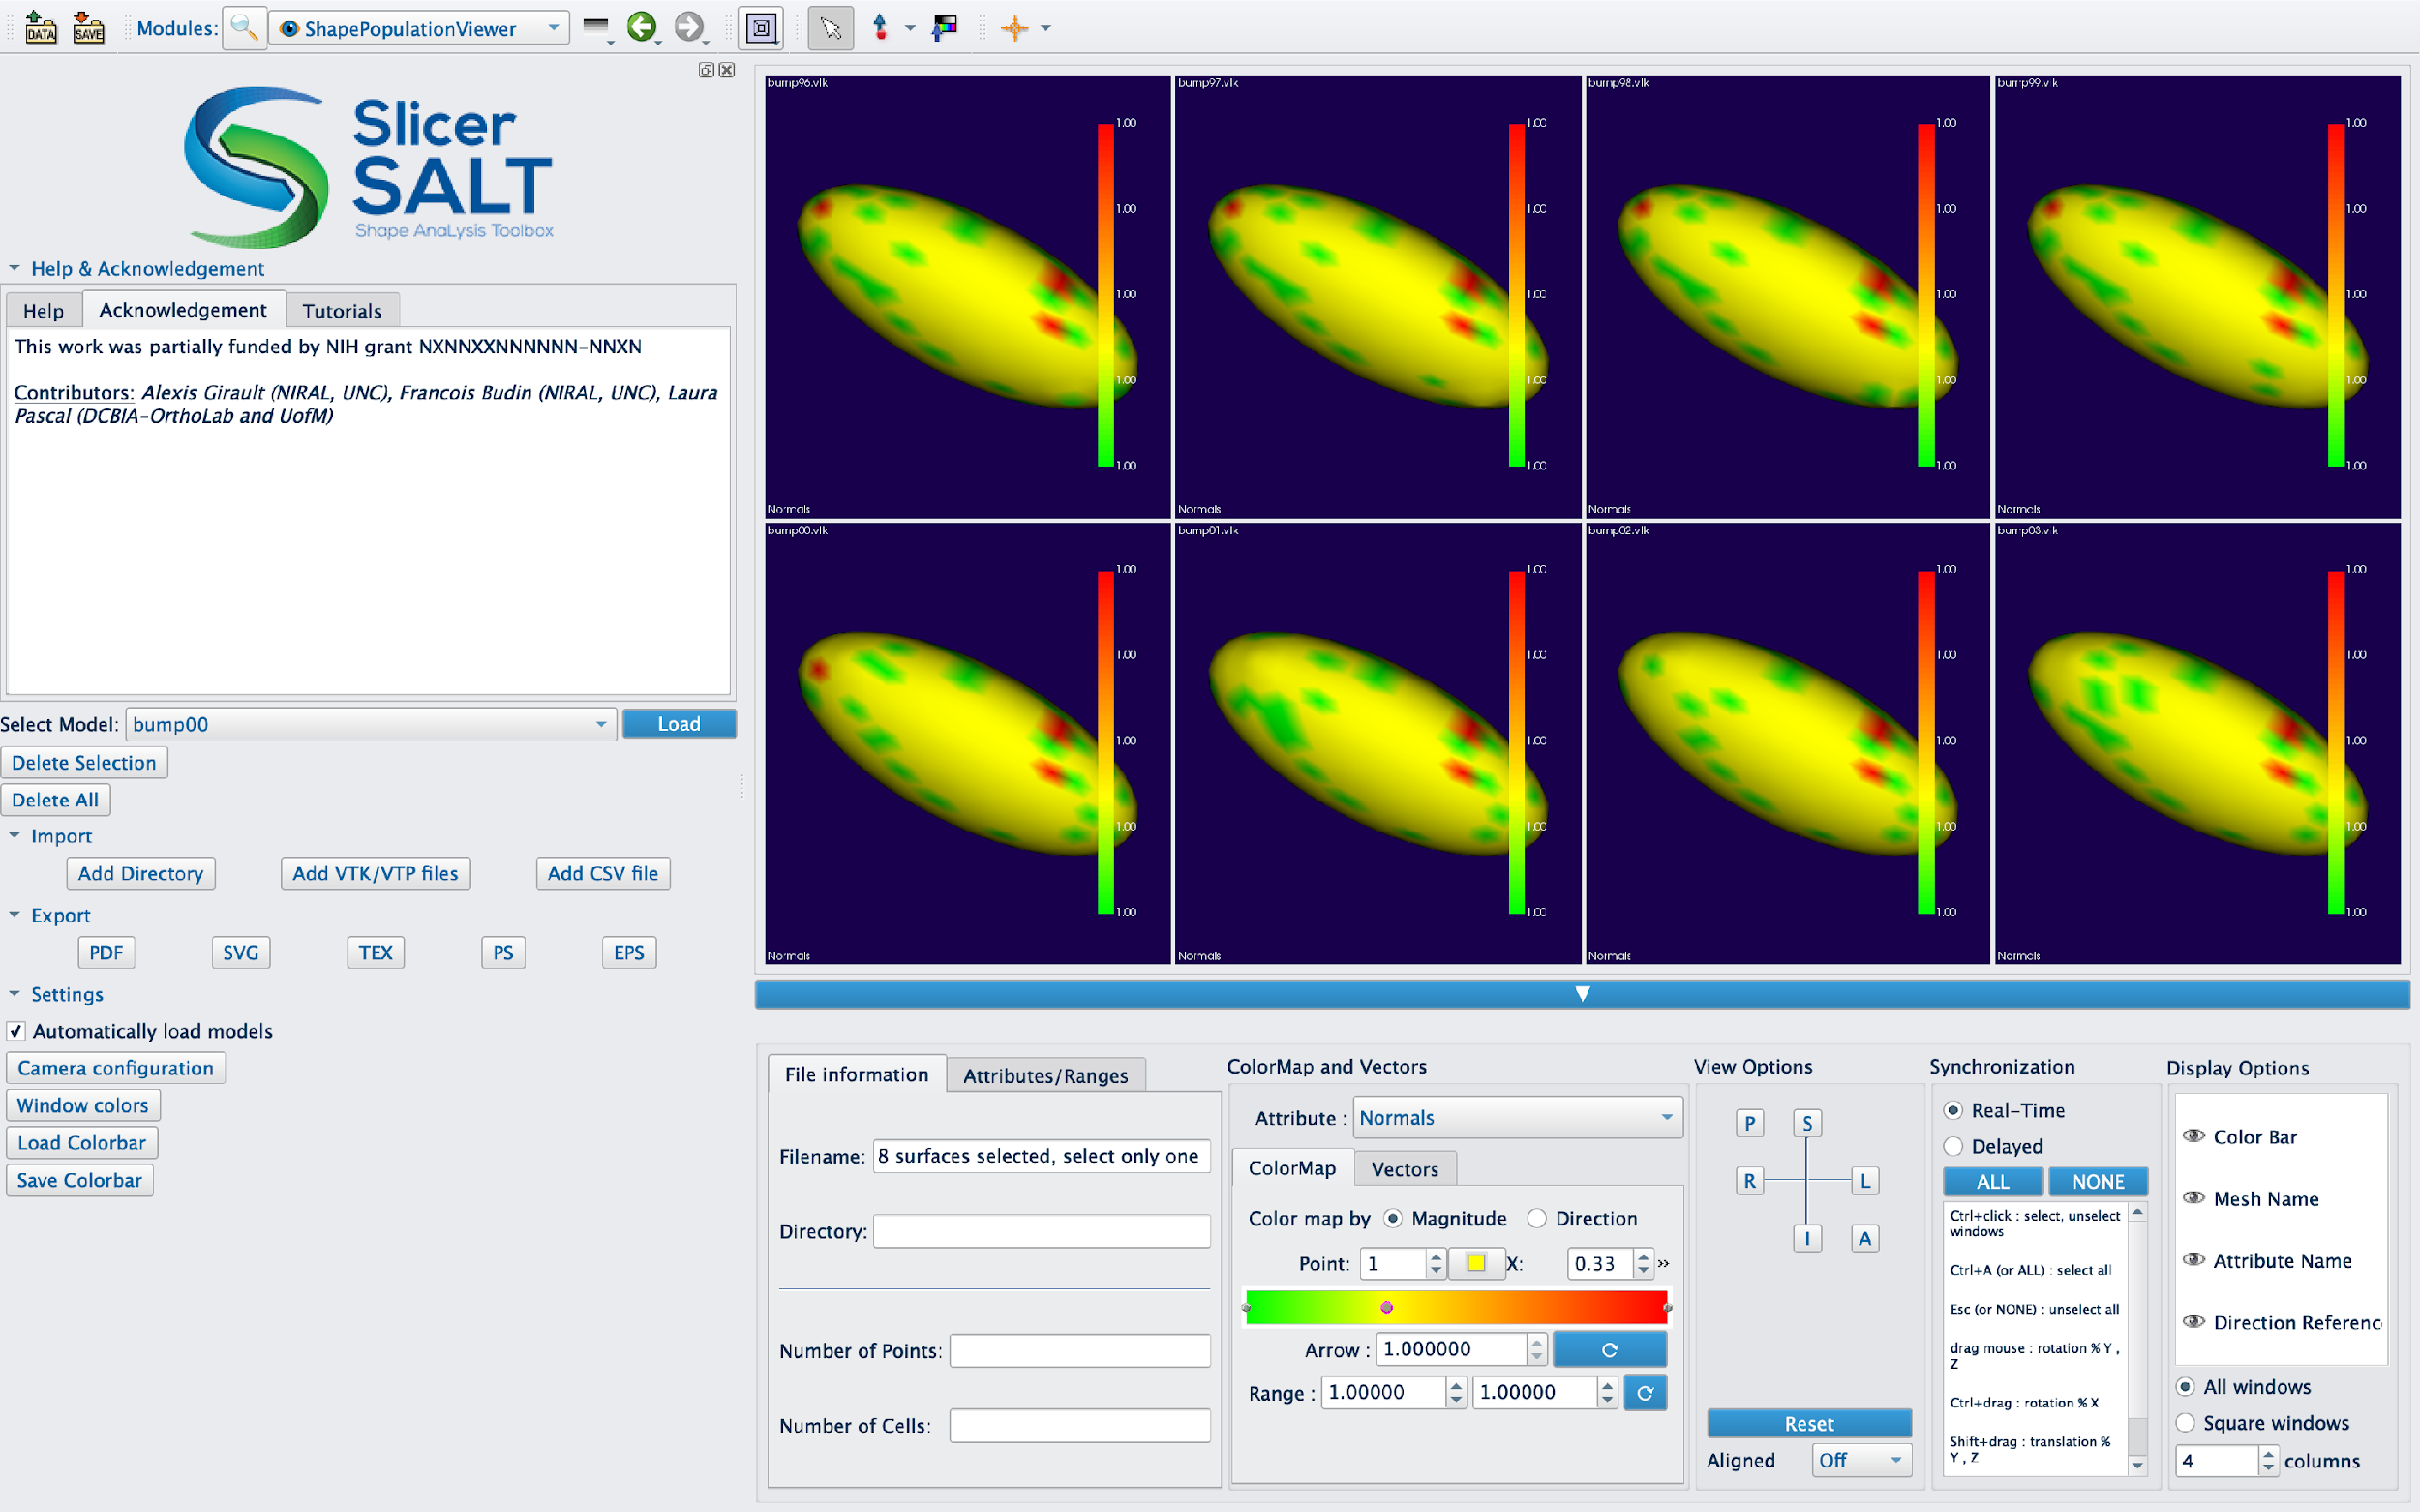 DATA
SAVE
Modules:
ShapePopulationViewer
Slicer
SALT
Shape AnaLysis Toolbox
Help & Acknowledgement
Help
Acknowledgement
Tutorials
This work was partially funded by NIH grant NXNNXXNNNNNN-NNXN
Contributors: Alexis Girault (NIRAL, UNC), Francois Budin (NIRAL, UNC), Laura
Pascal (DCBIA-OrthoLab and UofM)
Select Model:
bump00
Load
Delete Selection
Delete All
Import
Add Directory
Add VTK/VTP files
Add CSV file
Export
PDF
SVG
TEX
PS
EPS
Settings
Automatically load models
Camera configuration
Window colors
Load Colorbar
Save Colorbar
bump96.vtk
1.00
1.00
1.00
1.00
1.00
Normals
bump97.vtk
1.00
1.00
1.00
1.00
1.00
Normals
bump98.vtk
1.00
1.00
1.00
1.00
1.00
Normals
bump99.vtk
1.00
1.00
1.00
1.00
1.00
Normals
bump00.vtk
1.00
1.00
1.00
1.00
1.00
Normals
bump01.vtk
1.00
1.00
1.00
1.00
1.00
Normals
bump02.vtk
1.00
1.00
1.00
1.00
1.00
Normals
bump03.vtk
1.00
1.00
1.00
1.00
1.00
Normals
File information
Attributes/Ranges
Filename:
8 surfaces selected, select only one
Directory:
Number of Points:
Number of Cells:
ColorMap and Vectors
Attribute :
Normals
ColorMap
Vectors
Color map by
Magnitude
Direction
Point:
1
X:
0.33
»
Arrow :
1.000000
Range :
1.00000
1.00000
View Options
P
S
R
L
I
A
Reset
Aligned
Off
Synchronization
Real-Time
Delayed
ALL
NONE
Ctrl+click : select, unselect
windows
Ctrl+A (or ALL) : select all
Esc (or NONE) : unselect all
drag mouse : rotation % Y ,
Z
Ctrl+drag : rotation % X
Shift+drag : translation %
Y , Z
Display Options
Color Bar
Mesh Name
Attribute Name
Direction Referenc
All windows
Square windows
4
columns